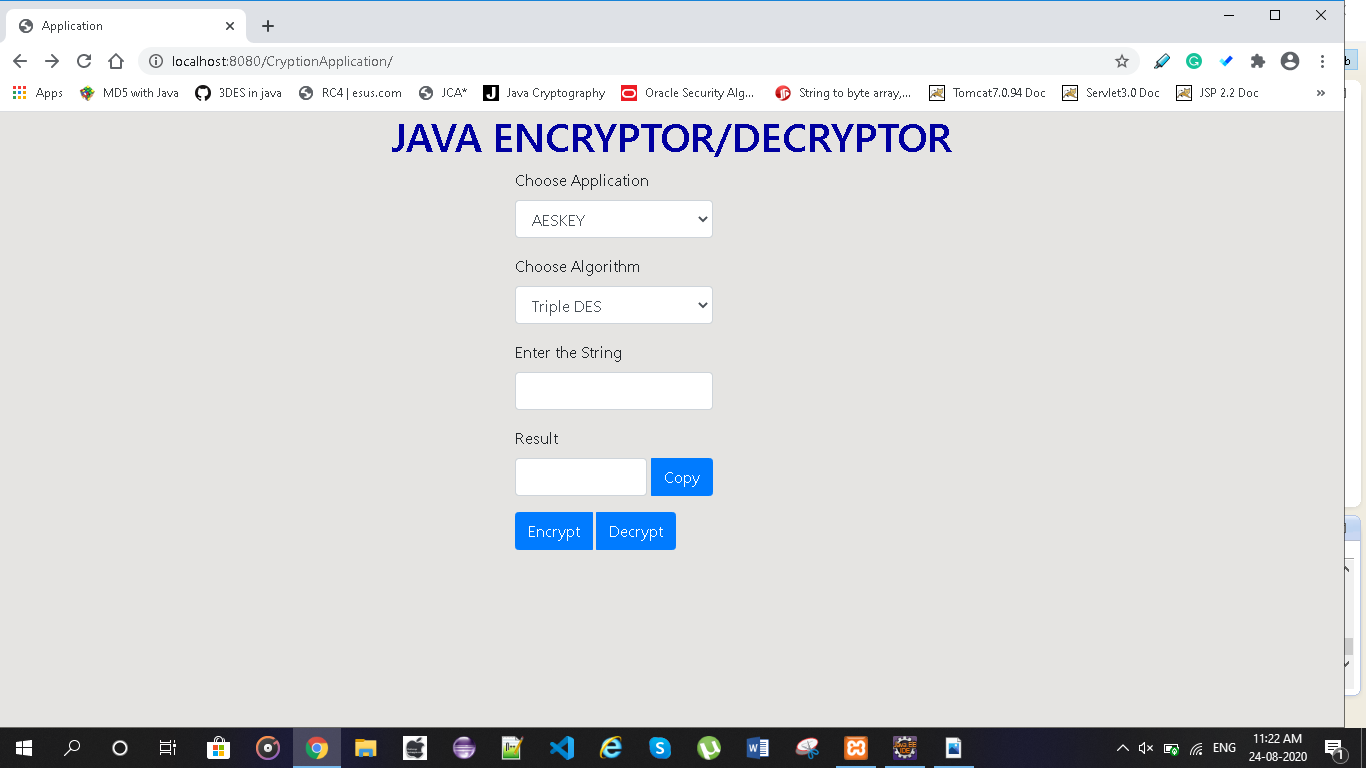 Application
localhost:8080/CryptionApplication/
Apps MD5 with Java 3DES in java RC4 | esus.com JCA* Java Cryptography Oracle Security Alg... String to byte array,... Tomcat7.0.94 Doc Servlet3.0 Doc JSP 2.2 Doc »
b
JAVA ENCRYPTOR/DECRYPTOR
Choose Application
AESKEY
Choose Algorithm
Triple DES
Enter the String
Result
Copy
Encrypt Decrypt
ENG
11:22 AM
24-08-2020
1